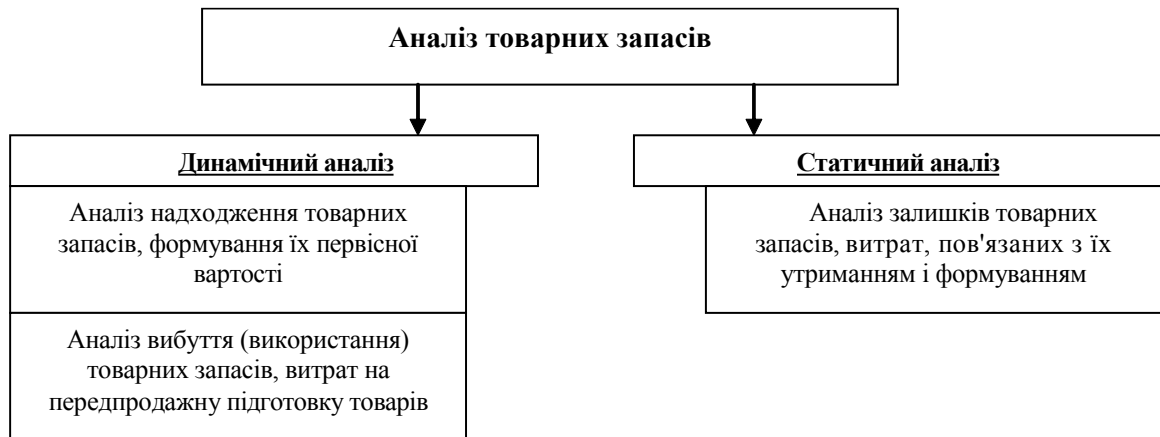 Аналіз товарних запасів
Динамічний аналіз
Аналіз надходження товарних
запасів, формування їх первісної
вартості
Аналіз вибуття (використання)
товарних запасів, витрат на
передпродажну підготовку товарів
Статичний аналіз
Аналіз залишків товарних
запасів, витрат, пов'язаних з їх
утриманням і формуванням